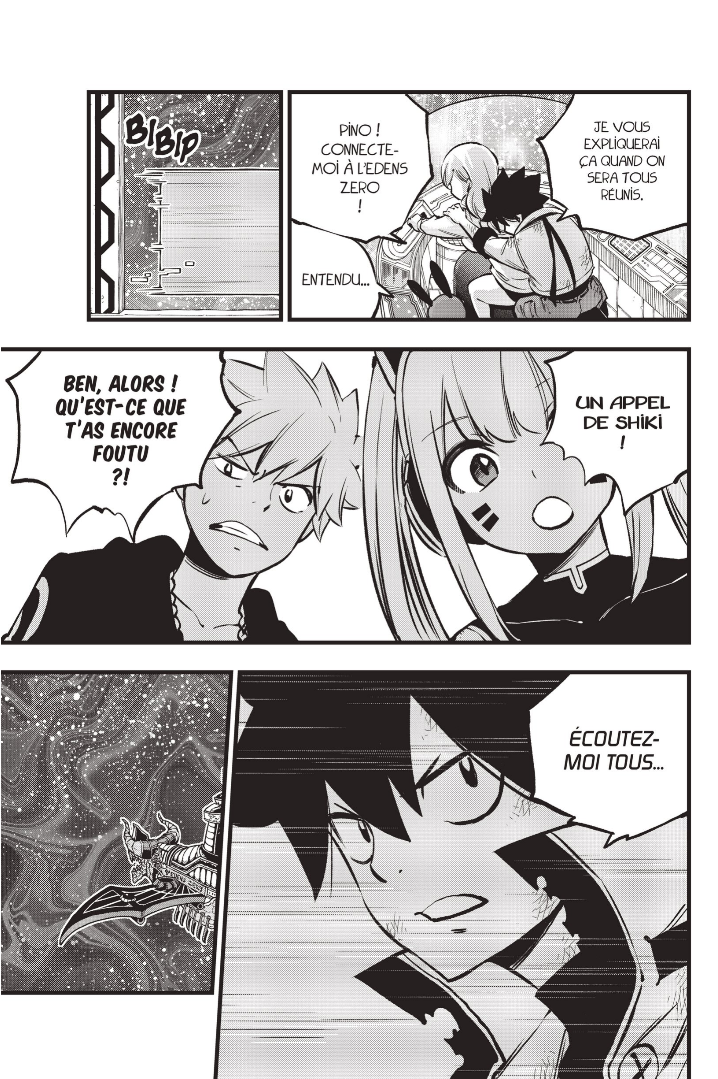 JE VOUS
EXPLIQUERAI
ÇA QUAND ON
SERA TOUS
RÉUNIS.
PINO !
CONNECTE-
MOI À L'EDENS
ZERO
!
ENTENDU...
BIBIP
UN APPEL
DE SHIKI
!
BEN, ALORS !
QU'EST-CE QUE
T'AS ENCORE
FOUTU
?!
ÉCOUTEZ-
MOI TOUS...